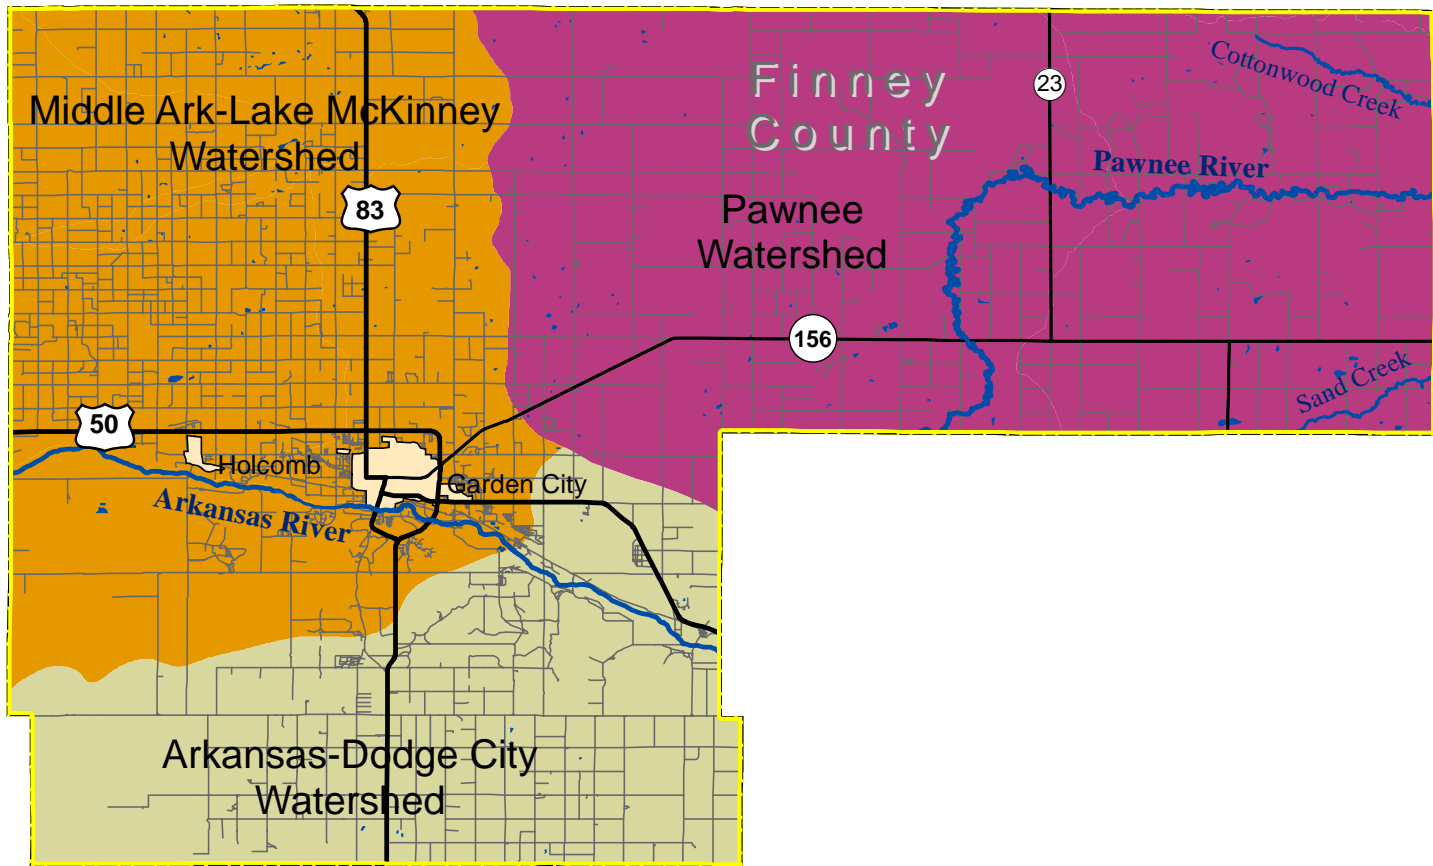 Finney
County
Cottonwood Creek
23
Middle Ark-Lake McKinney
Watershed
Pawnee River
83
Pawnee
Watershed
156
Sand Creek
50
Holcomb
Garden City
Arkansas River
Arkansas-Dodge City
Watershed